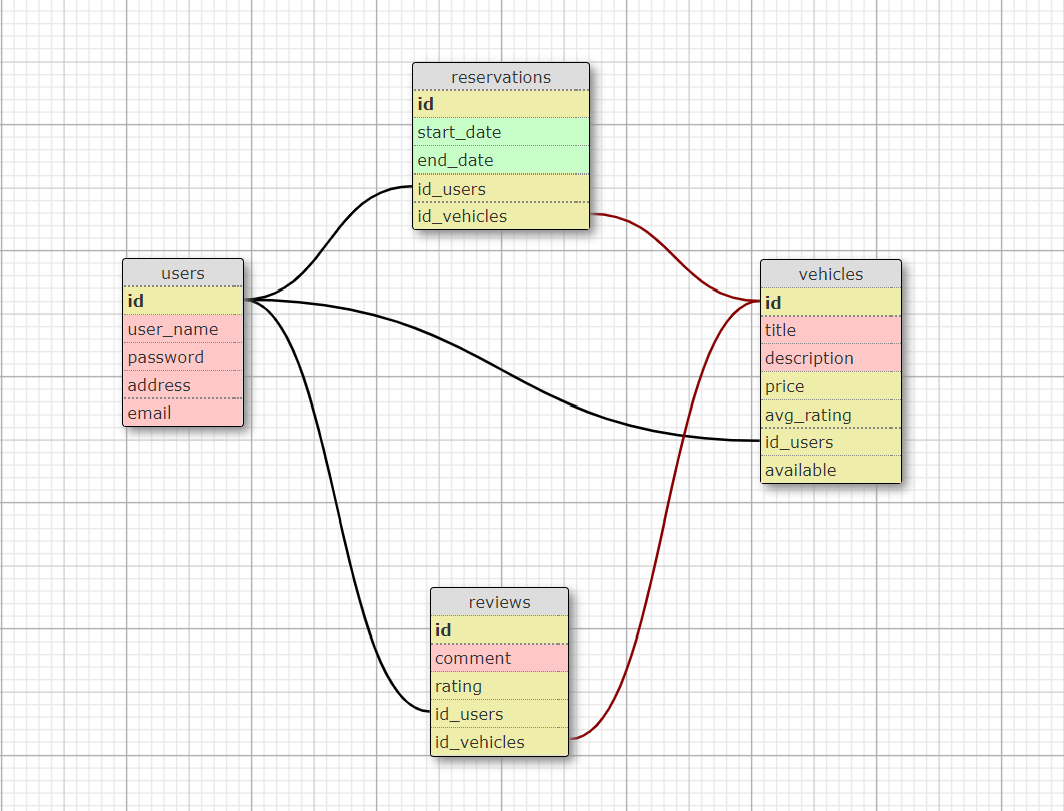 reservations
id
start_date
end_date
id_users
id_vehicles
users
id
user_name
password
address
email
vehicles
id
title
description
price
avg_rating
id_users
available
reviews
id
comment
rating
id_users
id_vehicles